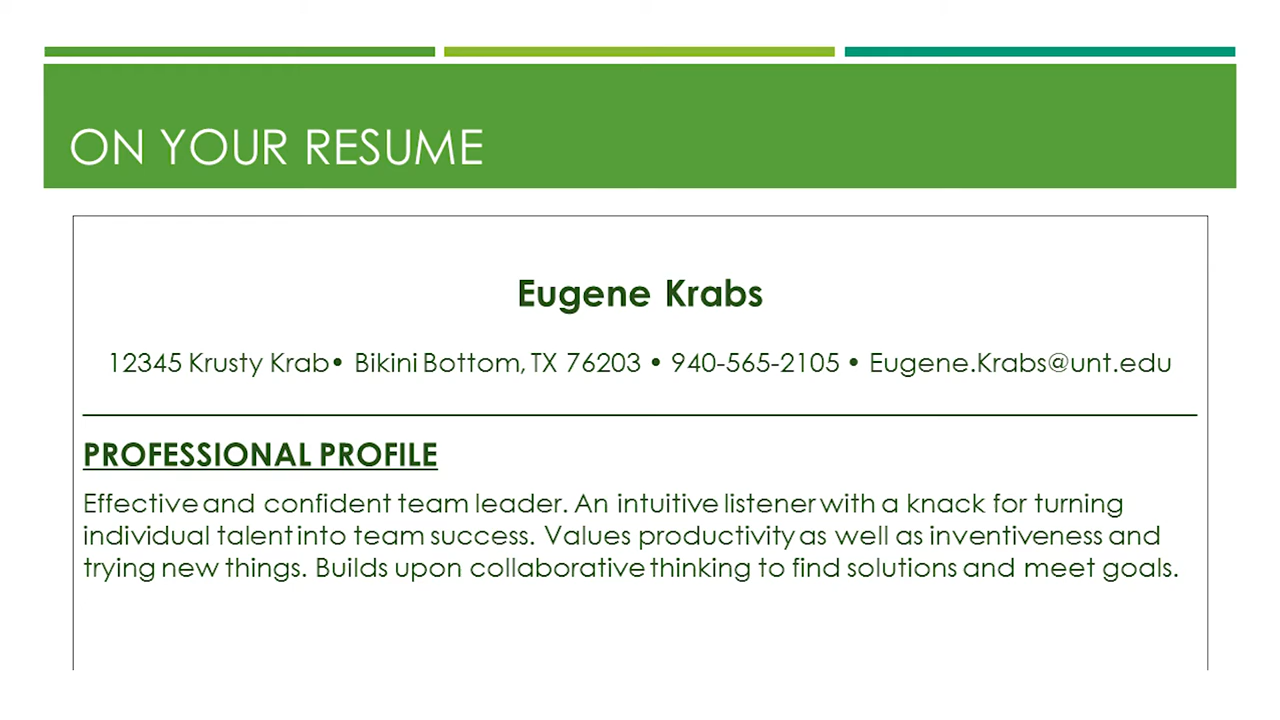 ON YOUR RESUME
Eugene Krabs
12345 Krusty Krab• Bikini Bottom, TX 76203 • 940-565-2105 • Eugene.Krabs@unt.edu
PROFESSIONAL PROFILE
Effective and confident team leader. An intuitive listener with a knack for turning
individual talent into team success. Values productivity as well as inventiveness and
trying new things. Builds upon collaborative thinking to find solutions and meet goals.